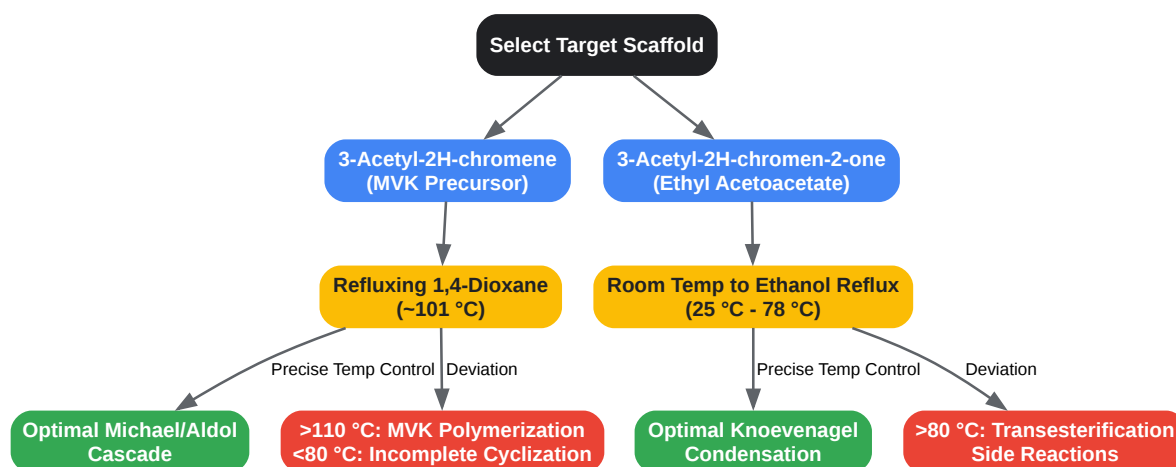 Select Target Scaffold
3-Acetyl-2H-chromene
(MVK Precursor)
3-Acetyl-2H-chromen-2-one
(Ethyl Acetoacetate)
Refluxing 1,4-Dioxane
(~101 °C)
Room Temp to Ethanol Reflux
(25 °C - 78 °C)
Precise Temp Control
Deviation
Precise Temp Control
Deviation
Optimal Michael/Aldol
Cascade
>110 °C: MVK Polymerization
<80 °C: Incomplete Cyclization
Optimal Knoevenagel
Condensation
>80 °C: Transesterification
Side Reactions